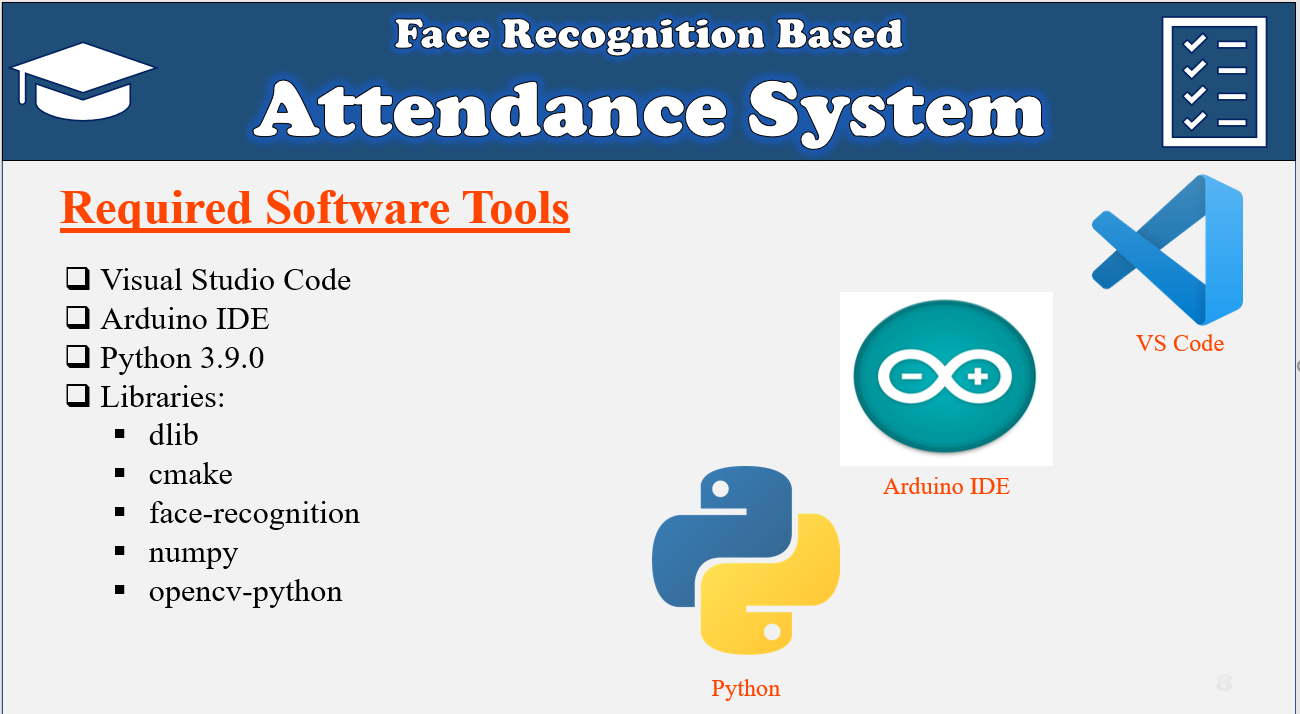 Face Recognition Based
Attendance System
Required Software Tools
Visual Studio Code
Arduino IDE
Python 3.9.0
Libraries:
dlib
cmake
face-recognition
numpy
opencv-python
VS Code
Arduino IDE
Python
8